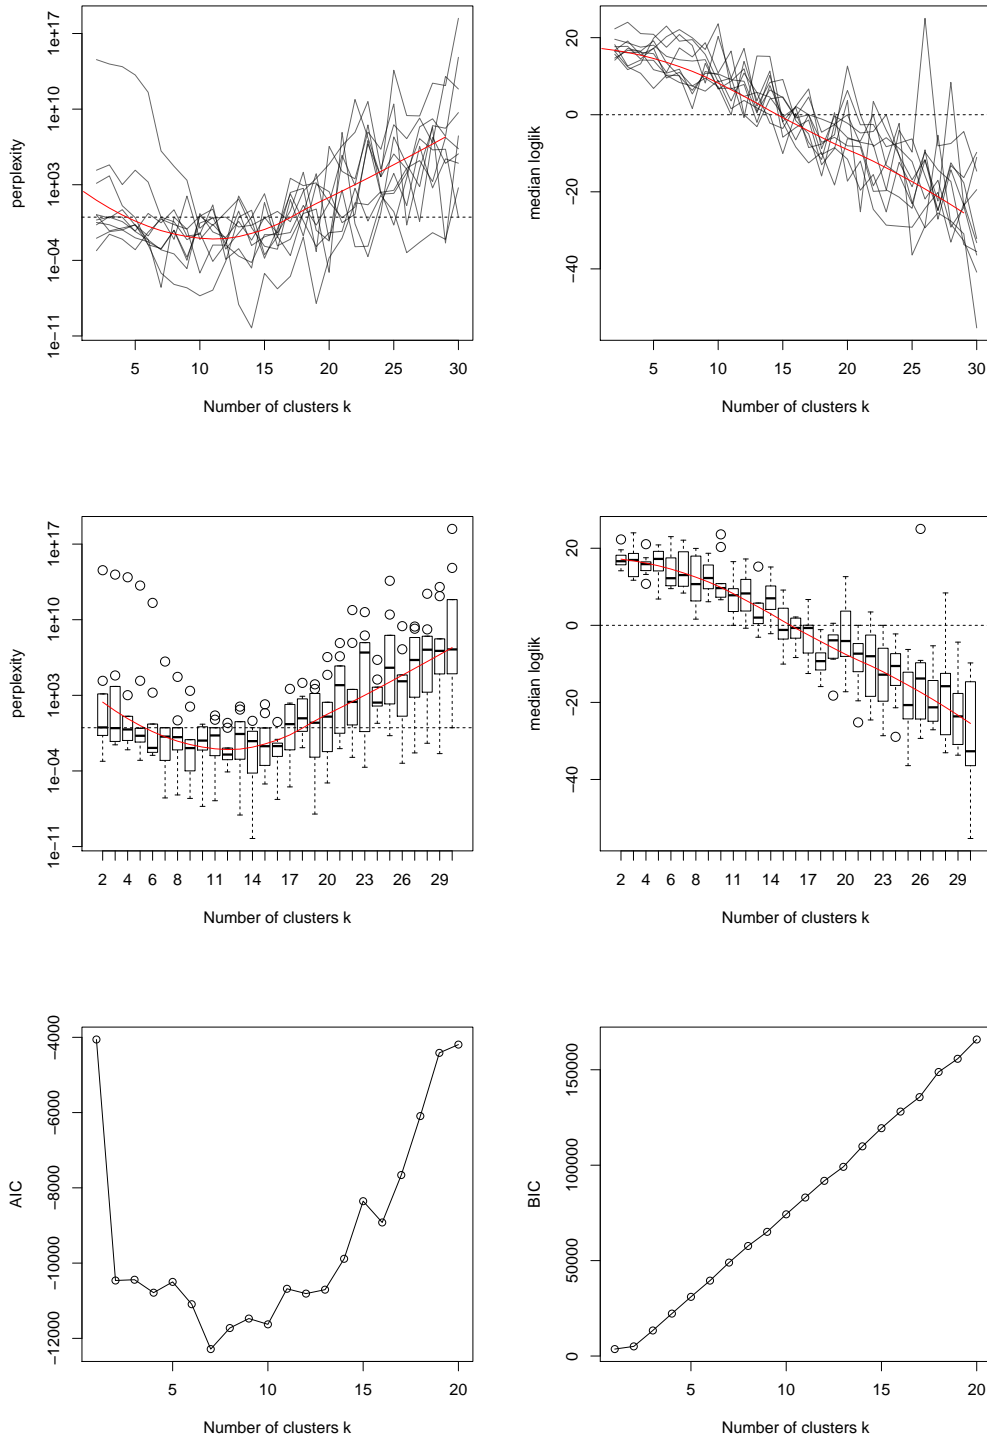 perplexity
1e+17
1e+10
1e+03
1e-04
1e-11
5 10 15 20 25 30
Number of clusters k
median loglik
20
0
−20
−40
5 10 15 20 25 30
Number of clusters k
perplexity
1e+17
1e+10
1e+03
1e-04
1e-11
2 4 6 8 11 14 17 20 23 26 29
Number of clusters k
median loglik
20
0
−20
−40
2 4 6 8 11 14 17 20 23 26 29
Number of clusters k
AIC
−4000
−6000
−8000
−10000
−12000
5 10 15 20
Number of clusters k
BIC
150000
100000
50000
0
5 10 15 20
Number of clusters k